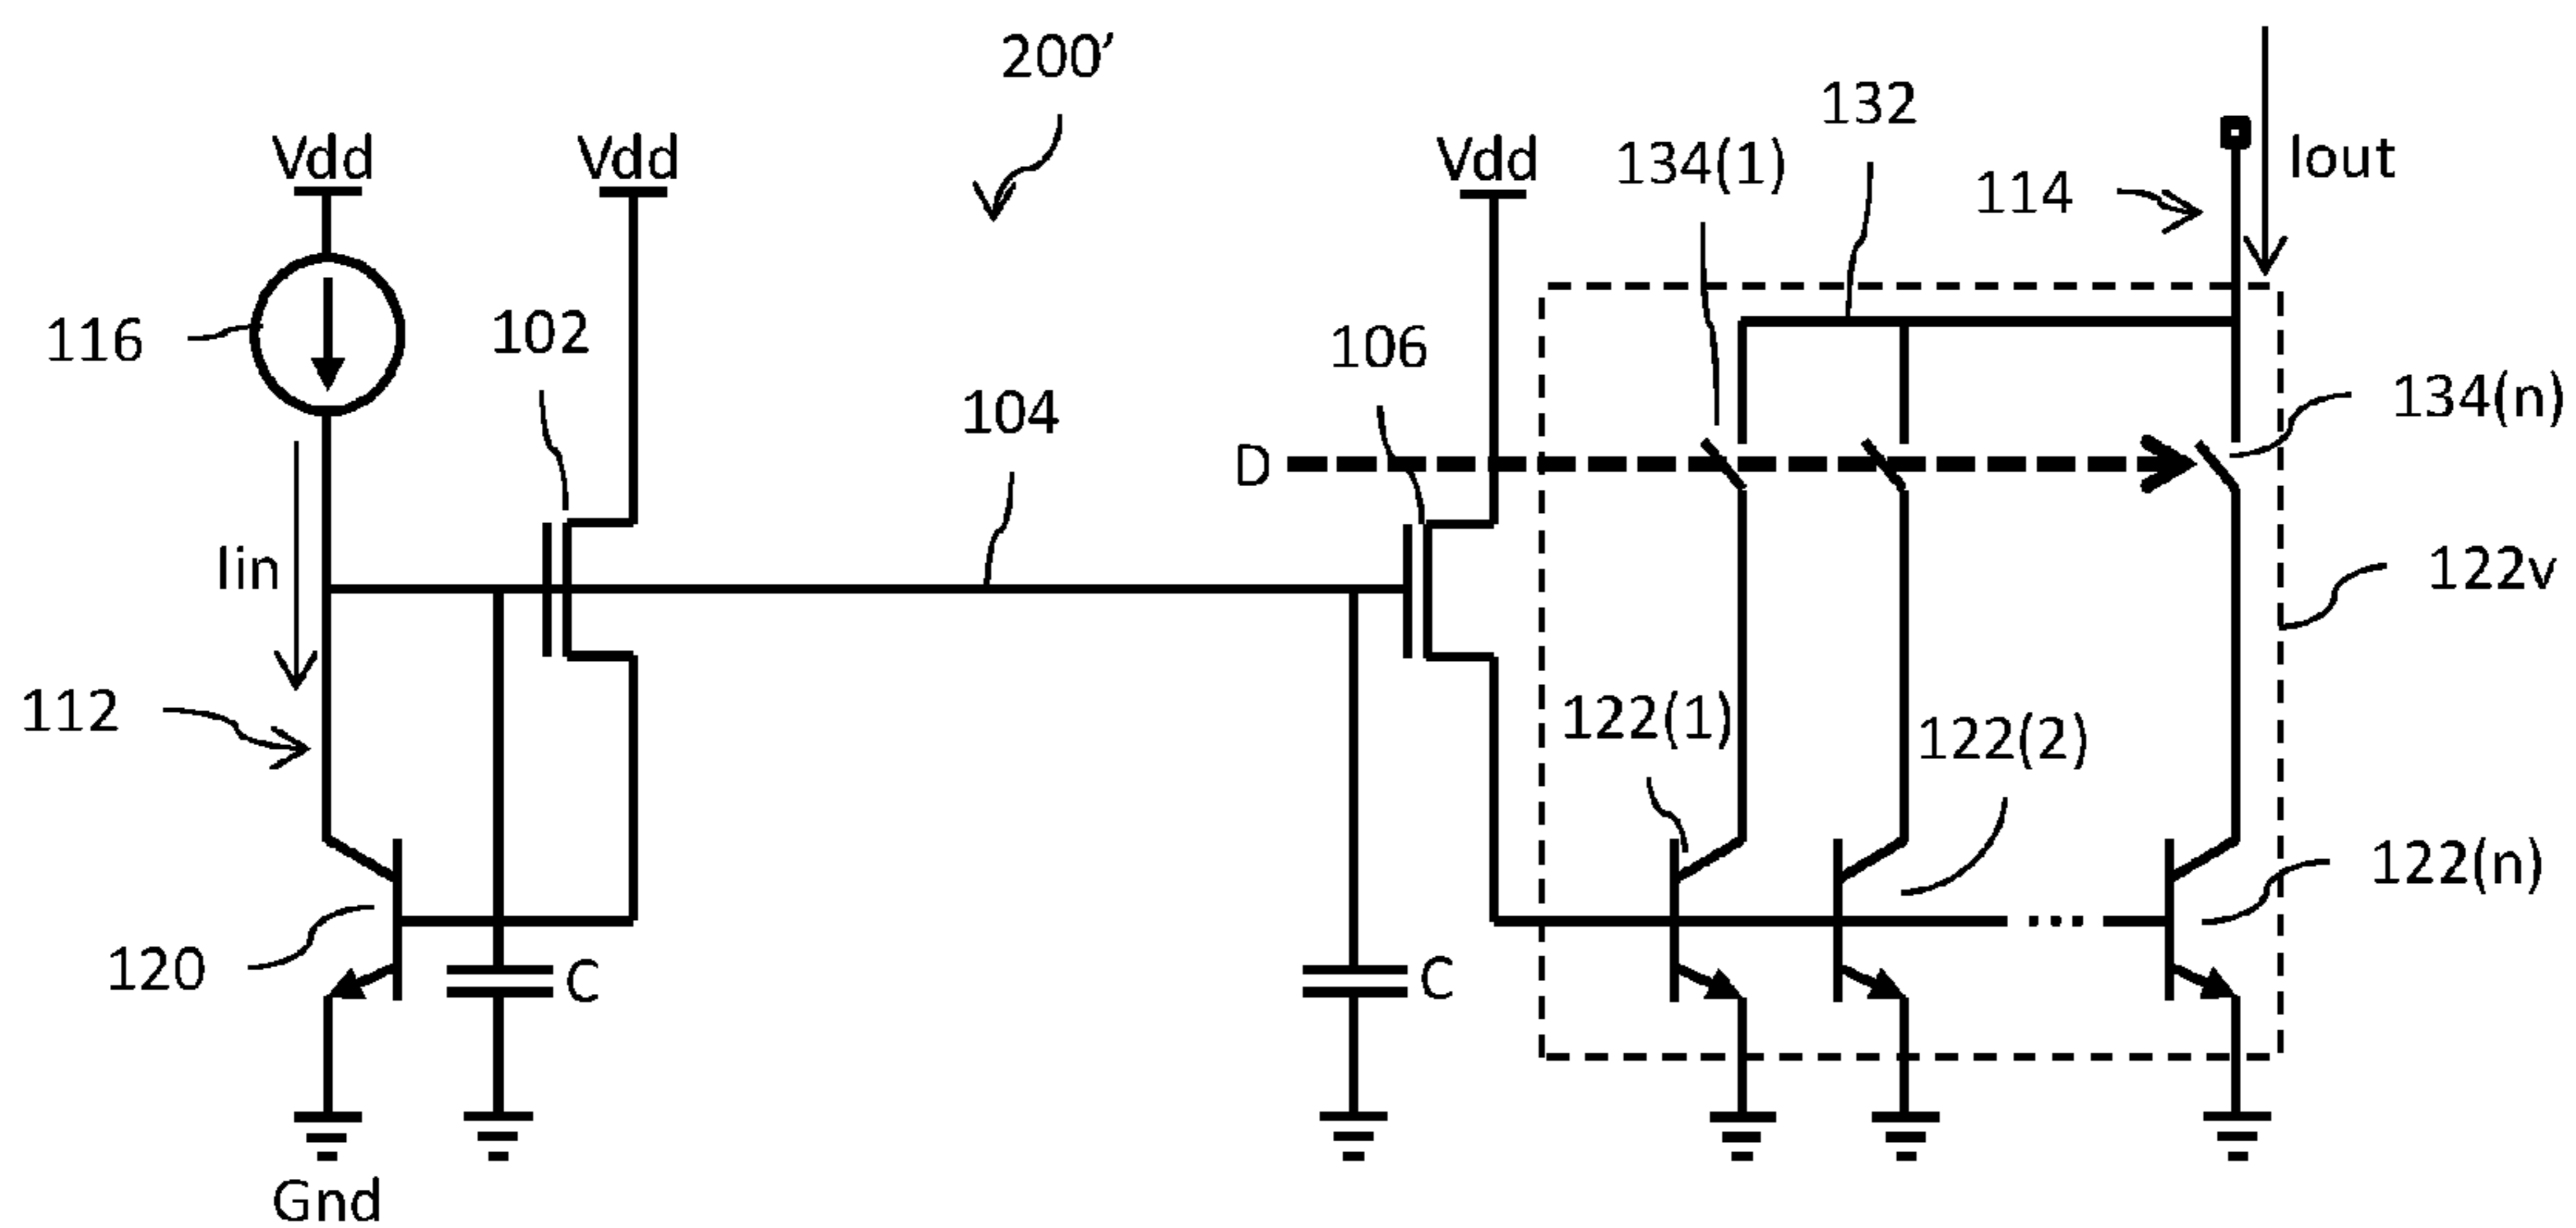 200’
132
Vdd
Vdd
Vdd
134(1)
Iout
114
116
102
106
104
134(n)
D
Iin
122v
112
122(1)
122(2)
122(n)
120
C
C
Gnd